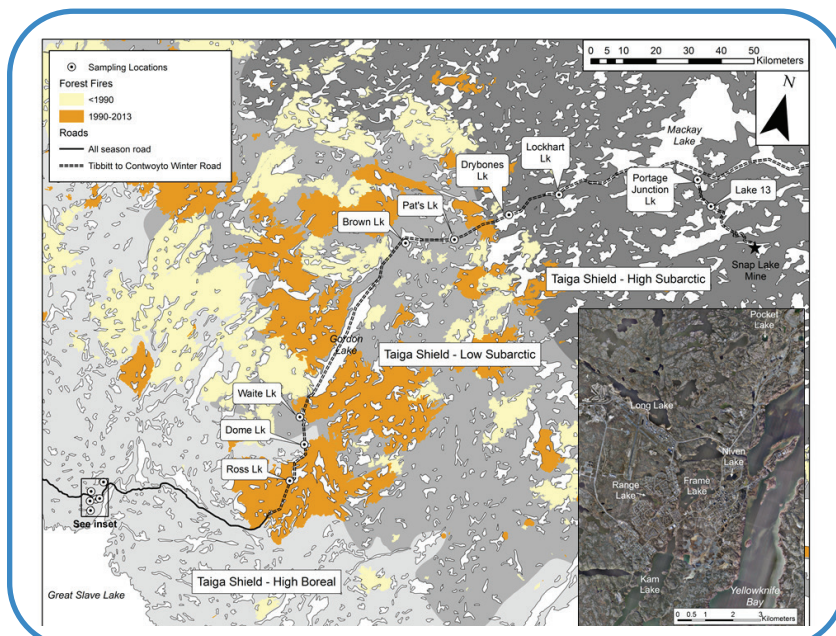 Sampling Locations
Forest Fires
<1990
1990-2013
Roads
All season road
Tibbitt to Contwoyto Winter Road
0 5 10 20 30 40 50
Kilometers
N
Mackay
Lake
Lockhart
Lk
Drybones
Lk
Portage
Junction
Lk
Lake 13
Pat's Lk
Brown Lk
Snap Lake
Mine
Taiga Shield - High Subarctic
Gordon
Lake
Taiga Shield - Low Subarctic
Waite Lk
Dome Lk
Ross Lk
See inset
Taiga Shield - High Boreal
Great Slave Lake
Pocket
Lake
Long Lake
Niven
Lake
Range
Lake
Frame
Lake
Kam
Lake
Yellowknife
Bay
0 0.5 1 2 3
Kilometers